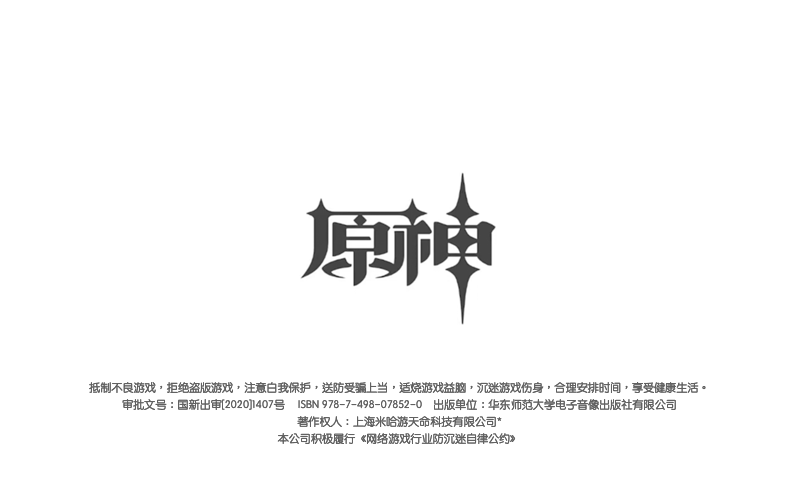 原神
抵制不良游戏，拒绝盗版游戏，注意白我保护，送防受骗上当，适烧游戏益脑，沉迷游戏伤身，合理安排时间，享受健康生活。
审批文号：国新出审[2020]1407号 ISBN 978-7-498-07852-0 出版单位：华东师范大学电子音像出版社有限公司
著作权人：上海米哈游天命科技有限公司*
本公司积极履行《网络游戏行业防沉迷自律公约》